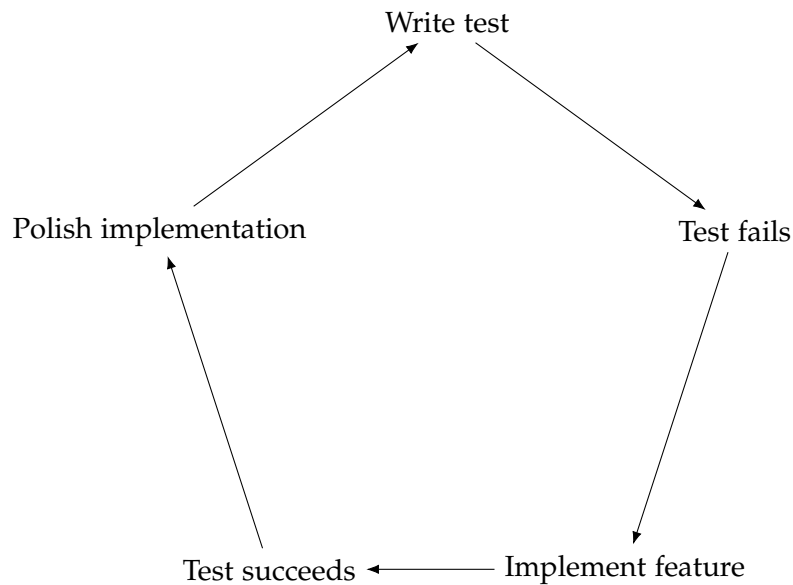 Write test
Polish implementation
Test fails
Test succeeds
Implement feature